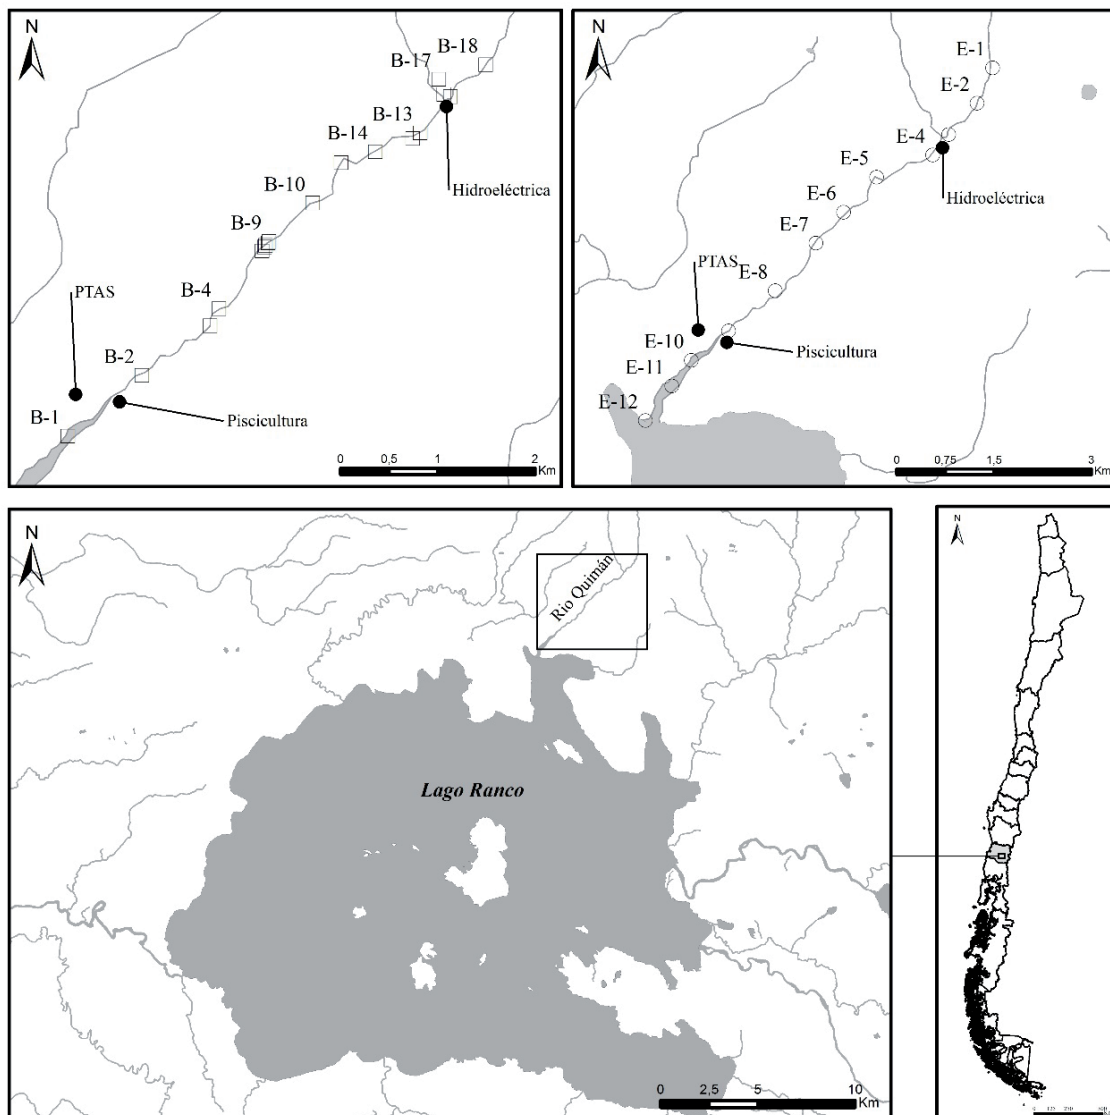 N
B-18
B-17
B-13
B-14
Hidroeléctrica
B-10
B-9
B-4
PTAS
B-2
B-1
Piscicultura
0 0,5 1 2
Km
N
E-1
E-2
E-4
E-5
Hidroeléctrica
E-6
E-7
PTAS
E-8
E-10
Piscicultura
E-11
E-12
0 0,75 1,5 3
Km
N
Rio Quimán
Lago Ranco
0 2,5 5 10
Km
N